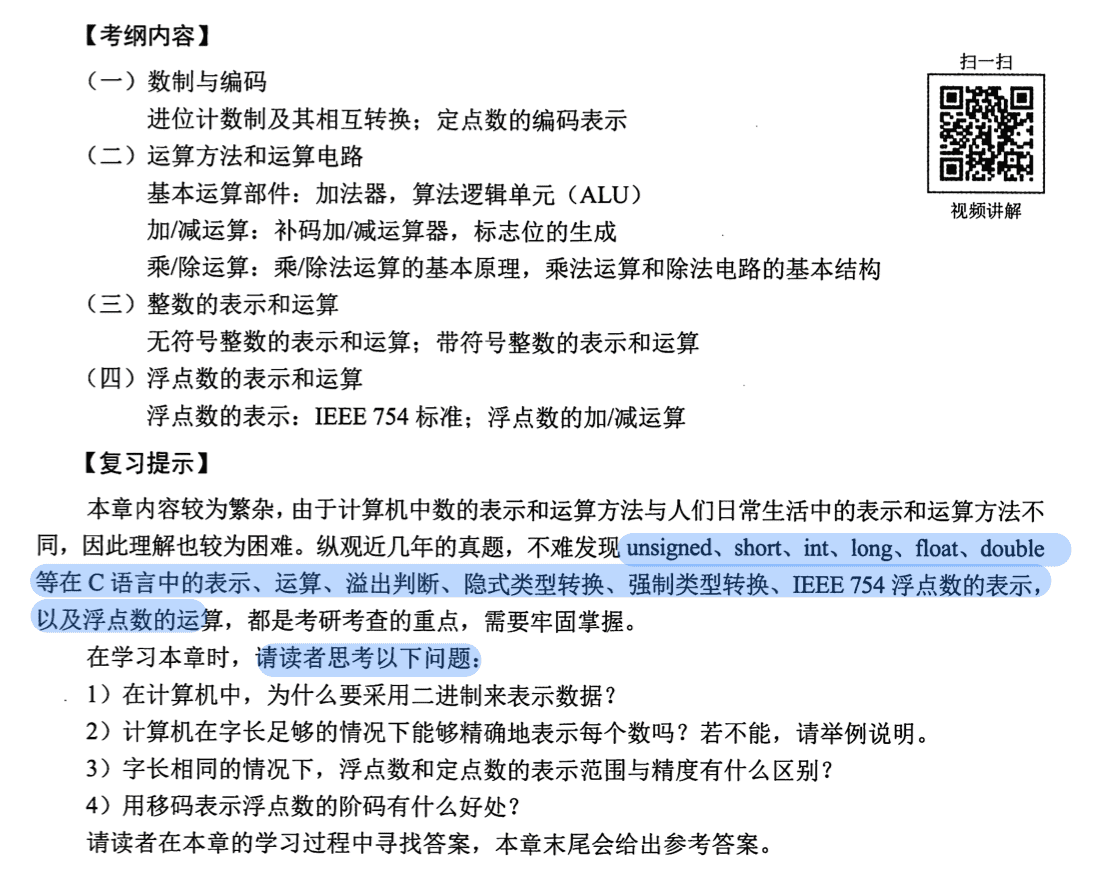 【考纲内容】
扫一扫
（一）数制与编码
进位计数制及其相互转换；定点数的编码表示
（二）运算方法和运算电路
基本运算部件：加法器，算法逻辑单元（ALU）
视频讲解
加/减运算：补码加/减运算器，标志位的生成
乘/除运算：乘/除法运算的基本原理，乘法运算和除法电路的基本结构
（三）整数的表示和运算
无符号整数的表示和运算；带符号整数的表示和运算
（四）浮点数的表示和运算
浮点数的表示：IEEE 754 标准；浮点数的加/减运算
【复习提示】
本章内容较为繁杂，由于计算机中数的表示和运算方法与人们日常生活中的表示和运算方法不
同，因此理解也较为困难。纵观近几年的真题，不难发现 unsigned、short、int、long、float、double
等在 C 语言中的表示、运算、溢出判断、隐式类型转换、强制类型转换、IEEE 754 浮点数的表示，
以及浮点数的运算，都是考研考查的重点，需要牢固掌握。
在学习本章时，请读者思考以下问题：
1）在计算机中，为什么要采用二进制来表示数据？
2）计算机在字长足够的情况下能够精确地表示每个数吗？若不能，请举例说明。
3）字长相同的情况下，浮点数和定点数的表示范围与精度有什么区别？
4）用移码表示浮点数的阶码有什么好处？
请读者在本章的学习过程中寻找答案，本章末尾会给出参考答案。